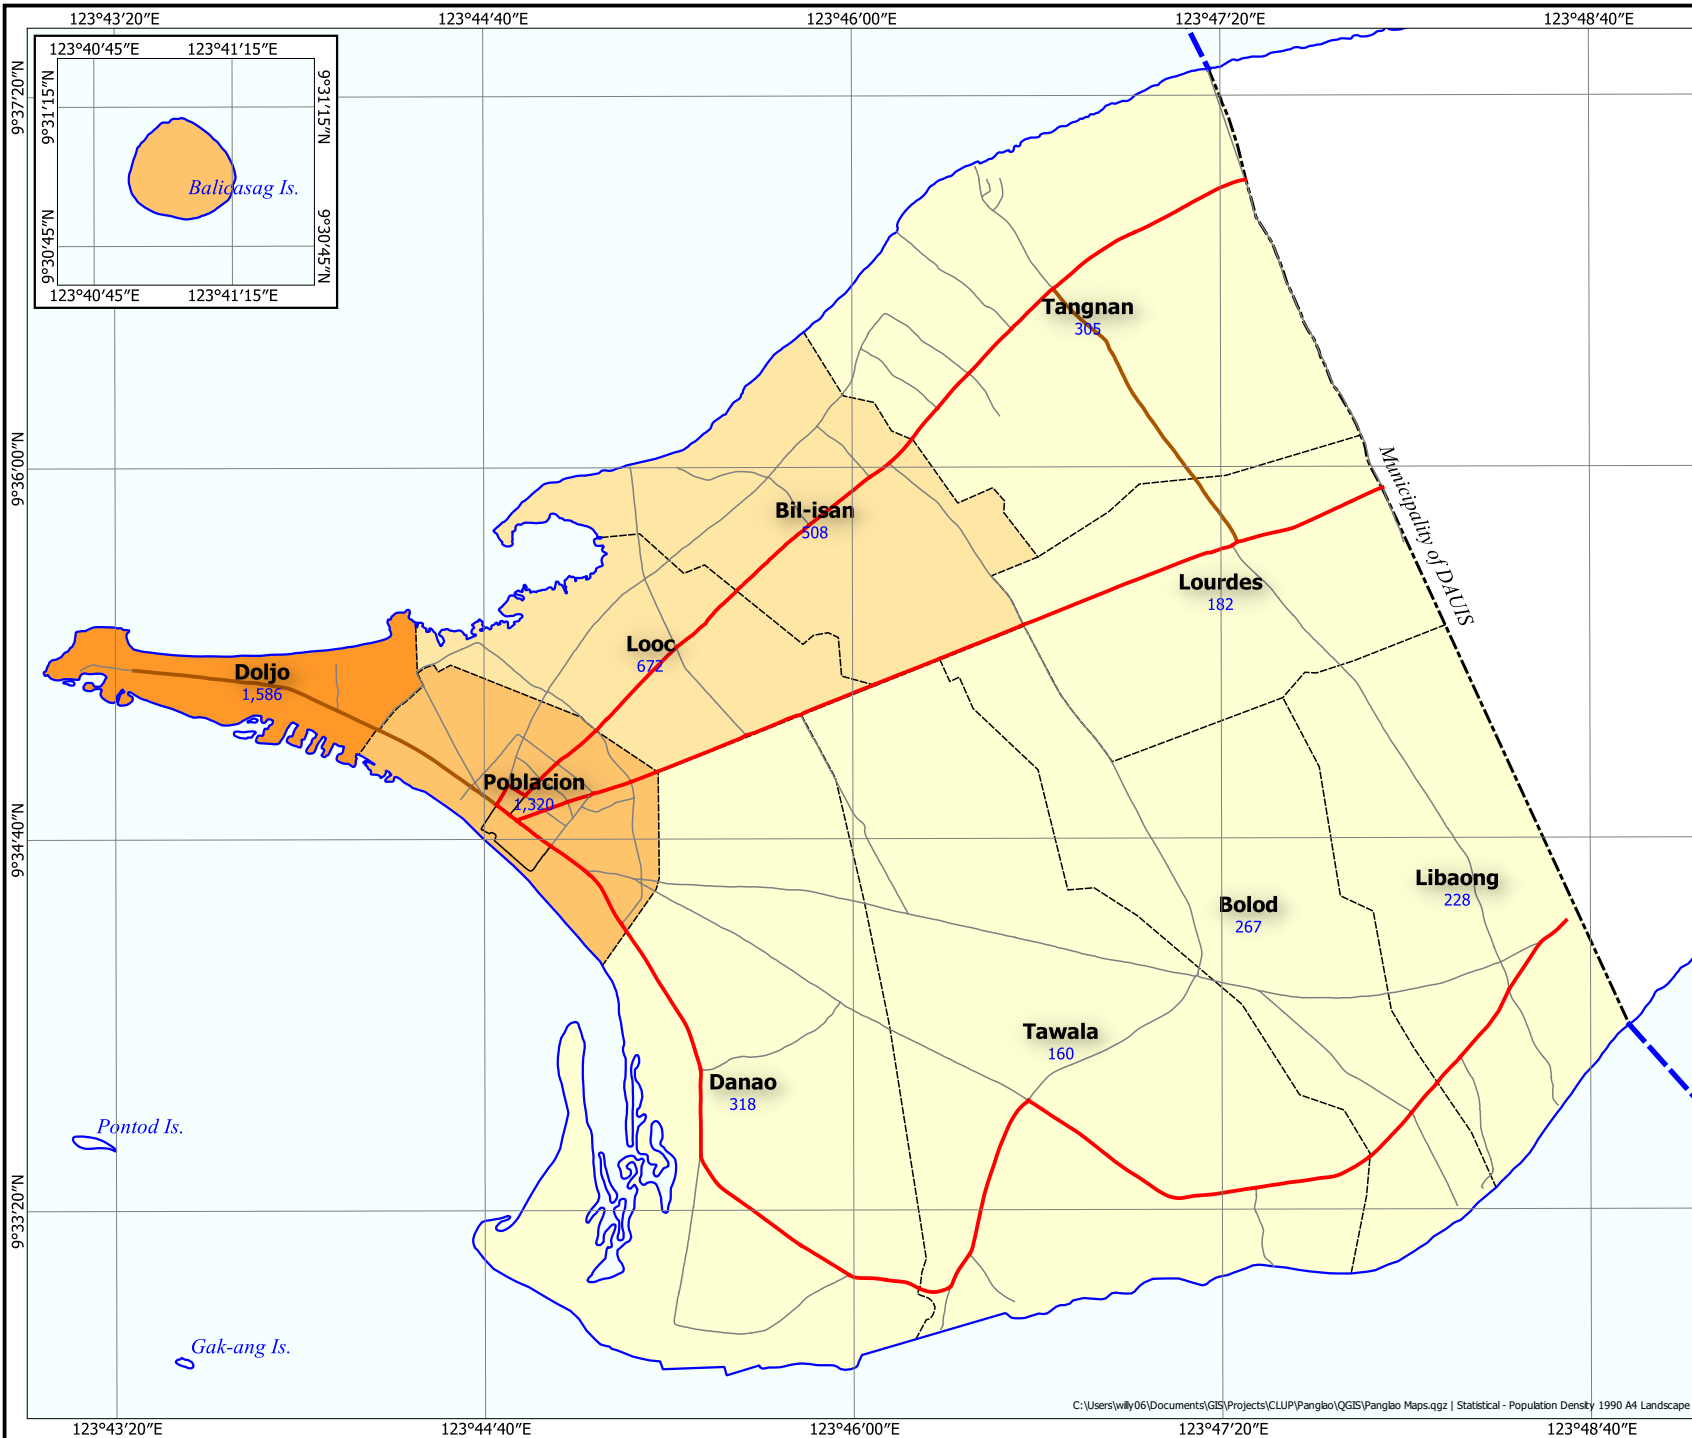 123°43′20″E
123°44′40″E
123°46′00″E
123°47′20″E
123°48′40″E
9°37′20″N
9°36′00″N
9°34′40″N
9°33′20″N
123°40′45″E
123°41′15″E
9°31′15″N
9°31′15″N
Balicasag Is.
9°30′45″N
9°30′45″N
123°40′45″E
123°41′15″E
Tangnan
305
Municipality of DAUIS
Bil-isan
508
Lourdes
182
Looc
672
Doljo
1,586
Poblacion
1,320
Libaong
228
Bolod
267
Tawala
160
Danao
318
Pontod Is.
Gak-ang Is.
C:\Users\willy06\Documents\GIS\Projects\CLUP\Panglao\QGIS\Panglao Maps.qgz | Statistical - Population Density 1990 A4 Landscape
123°43′20″E
123°44′40″E
123°46′00″E
123°47′20″E
123°48′40″E